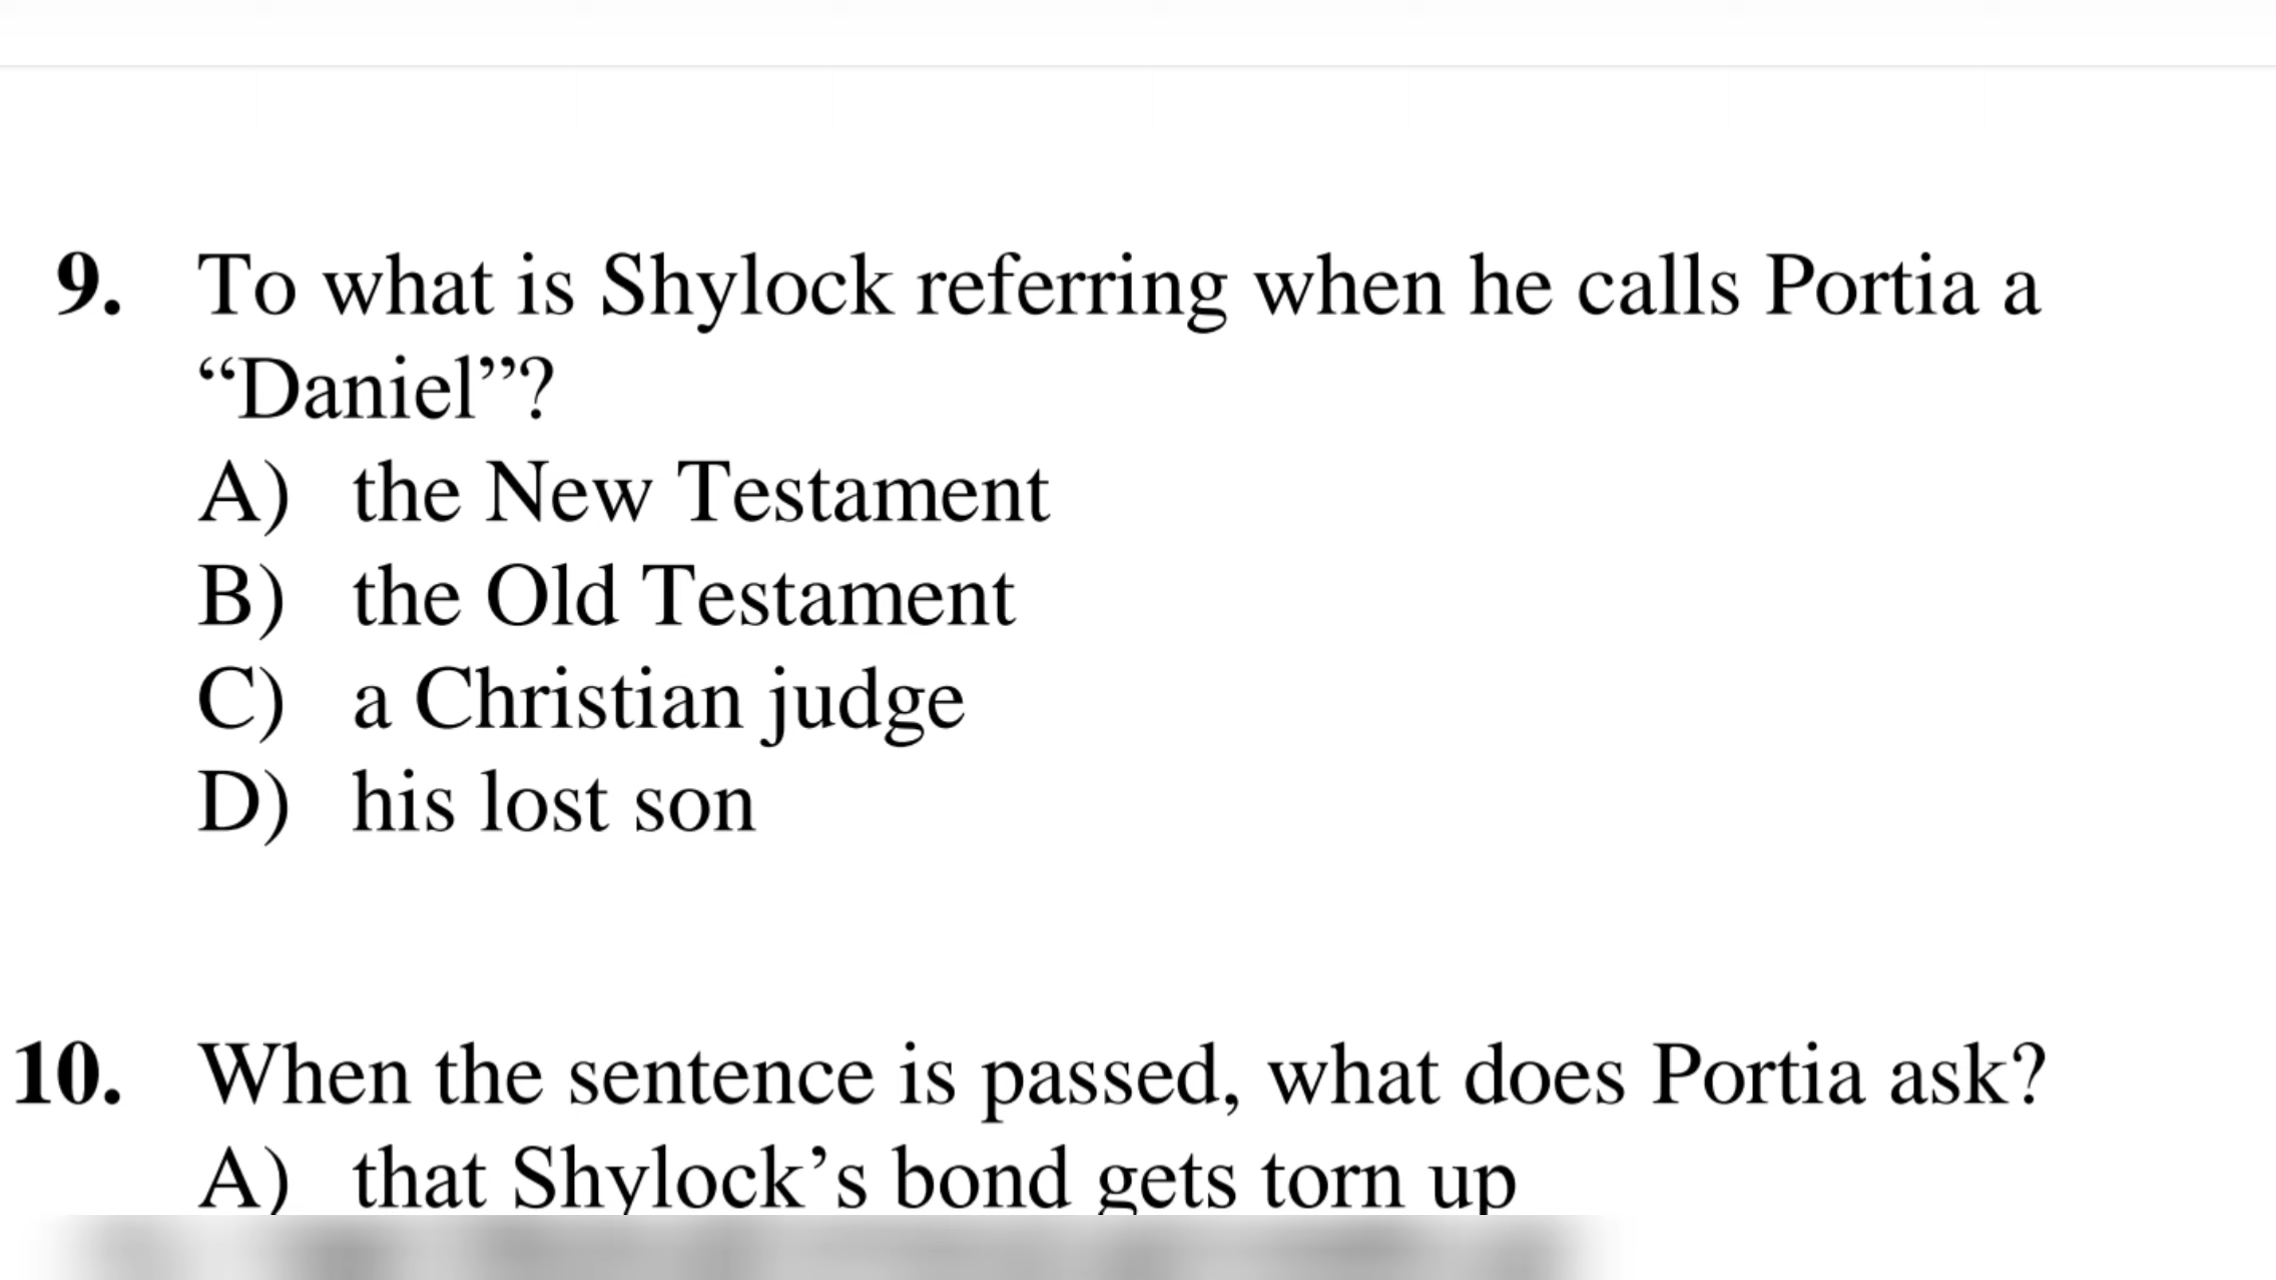 9. To what is Shylock referring when he calls Portia a
“Daniel”?
A) the New Testament
B) the Old Testament
C) a Christian judge
D) his lost son
10. When the sentence is passed, what does Portia ask?
A) that Shylock’s bond gets torn up